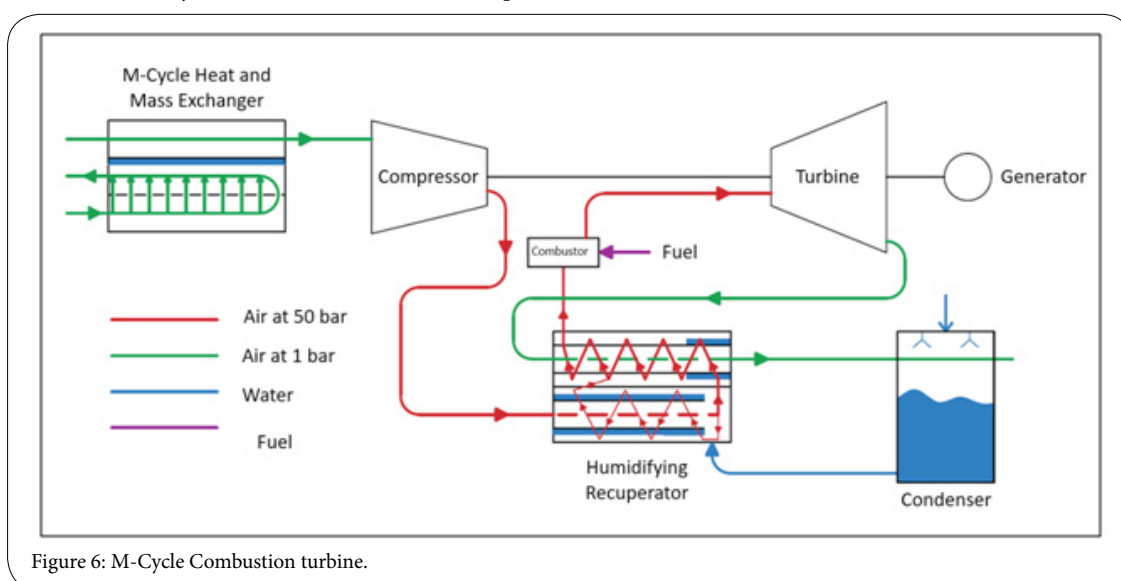 M-Cycle Heat and
Mass Exchanger
Compressor
Turbine
Generator
Combustor
Fuel
Air at 50 bar
Air at 1 bar
Water
Fuel
Humidifying
Recuperator
Condenser
Figure 6: M-Cycle Combustion turbine.